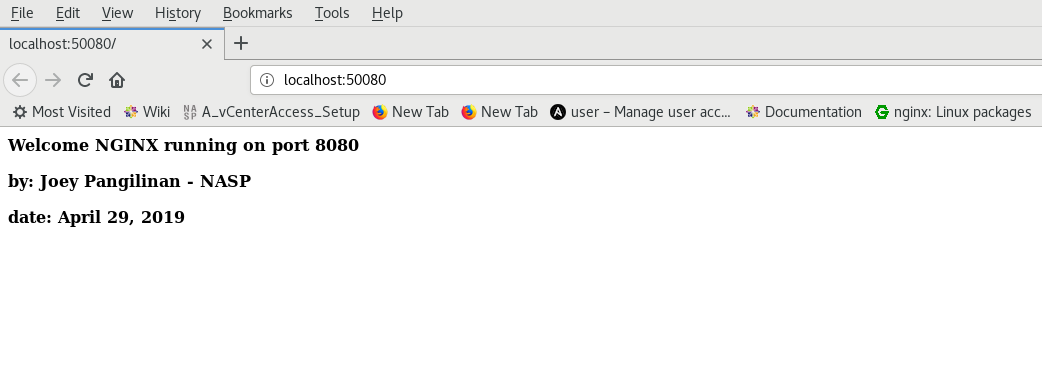 File Edit View History Bookmarks Tools Help
localhost:50080/
localhost:50080
Most Visited Wiki NASP A_vCenterAccess_Setup New Tab New Tab user – Manage user acc... Documentation nginx: Linux packages
Welcome NGINX running on port 8080
by: Joey Pangilinan - NASP
date: April 29, 2019